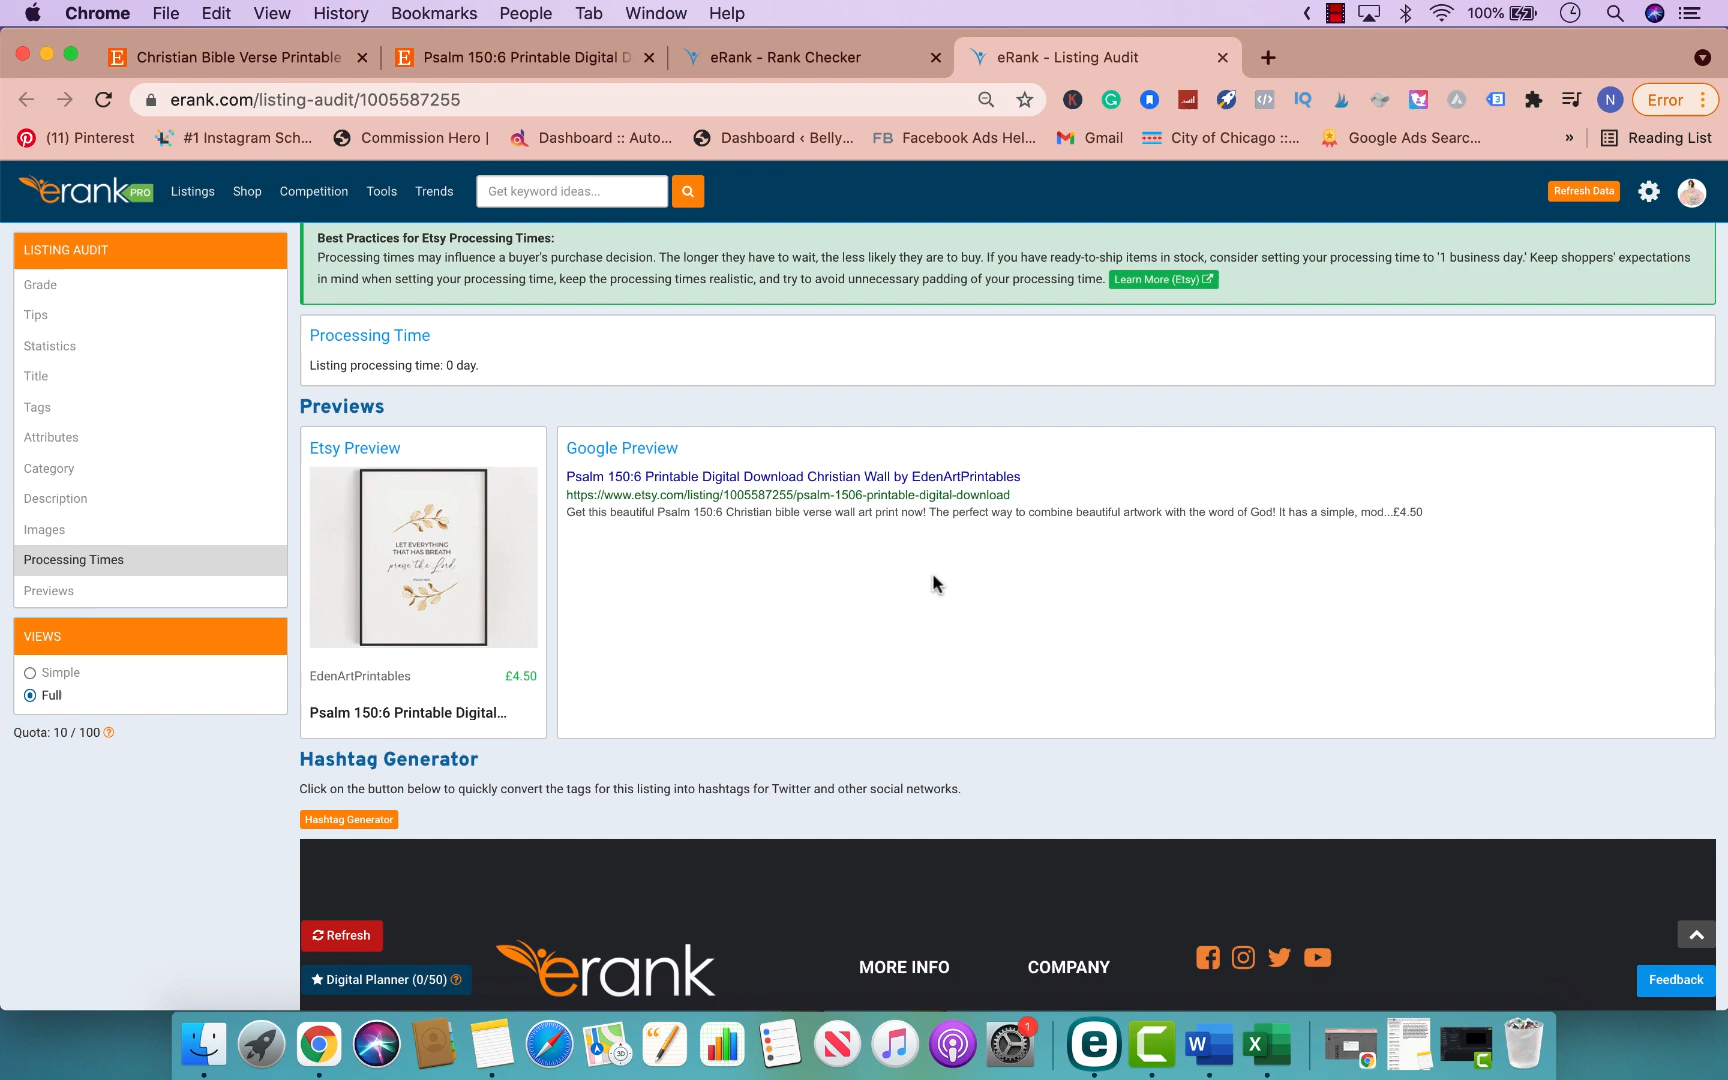 Chrome File Edit View History Bookmarks People Tab Window Help 100%
Christian Bible Verse Printable Psalm 150:6 Printable Digital D eRank - Rank Checker eRank - Listing Audit
erank.com/listing-audit/1005587255 IQ N Error
(11) Pinterest #1 Instagram Sch... Commission Hero | Dashboard :: Auto... Dashboard ‹ Belly... FB Facebook Ads Hel... Gmail City of Chicago ::... Google Ads Searc... » Reading List
erank PRO Listings Shop Competition Tools Trends Get keyword ideas... Refresh Data
LISTING AUDIT
Grade
Tips
Statistics
Title
Tags
Attributes
Category
Description
Images
Processing Times
Previews
VIEWS
Simple
Full
Quota: 10 / 100
Best Practices for Etsy Processing Times:
Processing times may influence a buyer's purchase decision. The longer they have to wait, the less likely they are to buy. If you have ready-to-ship items in stock, consider setting your processing time to '1 business day.' Keep shoppers' expectations
in mind when setting your processing time, keep the processing times realistic, and try to avoid unnecessary padding of your processing time. Learn More (Etsy)
Processing Time
Listing processing time: 0 day.
Previews
Etsy Preview
LET EVERYTHING
THAT HAS BREATH
praise the Lord
EdenArtPrintables £4.50
Psalm 150:6 Printable Digital...
Google Preview
Psalm 150:6 Printable Digital Download Christian Wall by EdenArtPrintables
https://www.etsy.com/listing/1005587255/psalm-1506-printable-digital-download
Get this beautiful Psalm 150:6 Christian bible verse wall art print now! The perfect way to combine beautiful artwork with the word of God! It has a simple, mod...£4.50
Hashtag Generator
Click on the button below to quickly convert the tags for this listing into hashtags for Twitter and other social networks.
Hashtag Generator
Refresh
Digital Planner (0/50)
erank MORE INFO COMPANY
Feedback
1